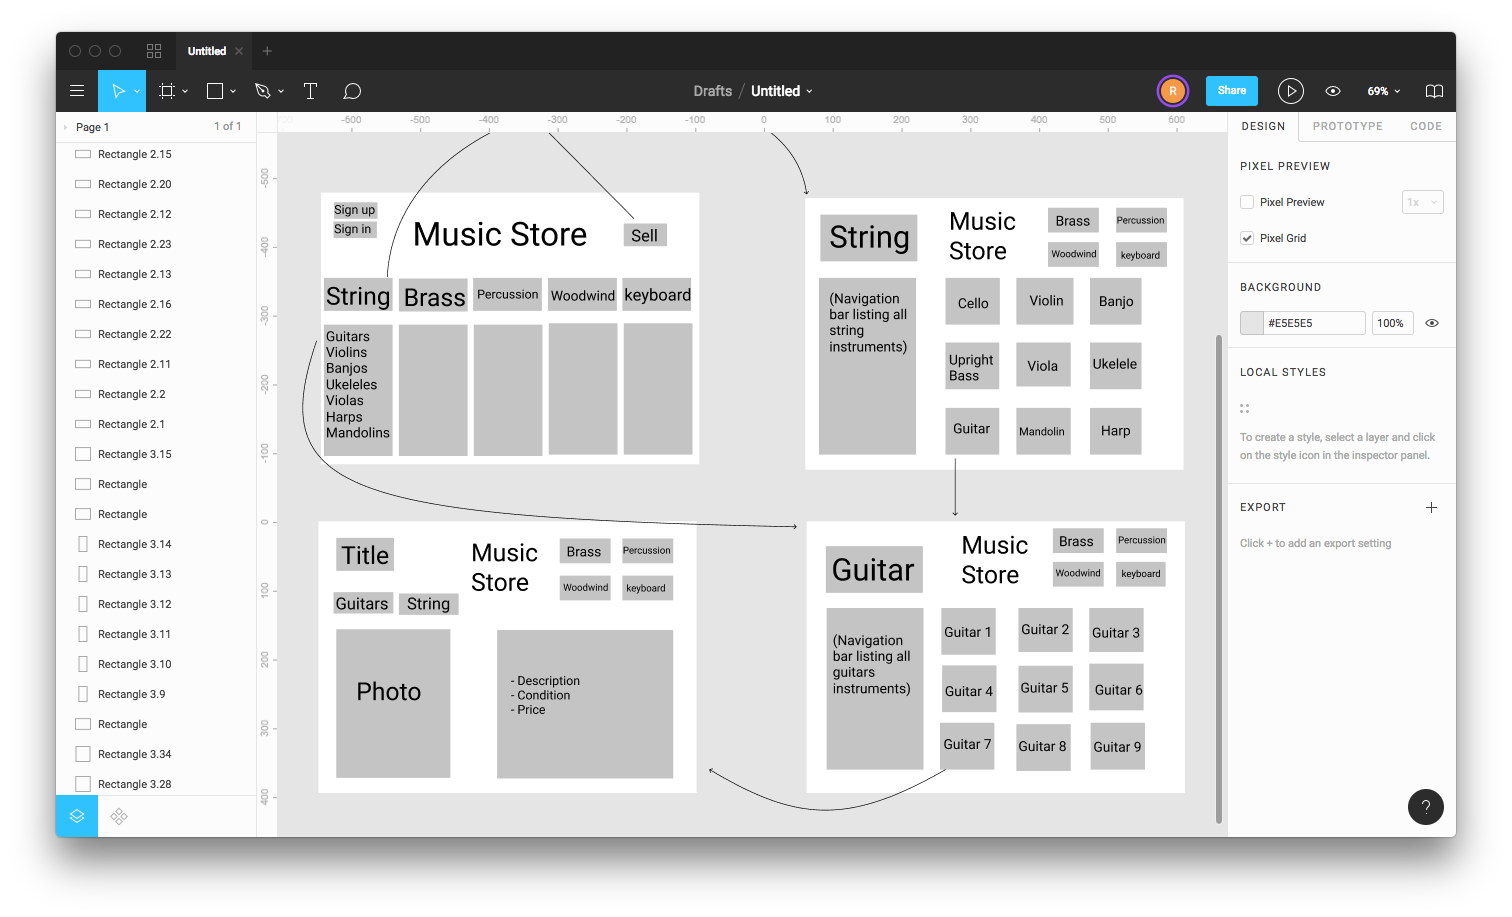 Untitled
Drafts / Untitled
R
Share
69%
Page 1
1 of 1
-600
-500
-400
-300
-200
-100
0
100
200
300
400
500
600
DESIGN
PROTOTYPE
CODE
Rectangle 2.15
Rectangle 2.20
Rectangle 2.12
Rectangle 2.23
Rectangle 2.13
Rectangle 2.16
Rectangle 2.22
Rectangle 2.11
Rectangle 2.2
Rectangle 2.1
Rectangle 3.15
Rectangle
Rectangle
Rectangle 3.14
Rectangle 3.13
Rectangle 3.12
Rectangle 3.11
Rectangle 3.10
Rectangle 3.9
Rectangle
Rectangle 3.34
Rectangle 3.28
-500
-400
-300
-200
-100
0
100
200
300
400
Sign up
Sign in
Music Store
Sell
String
Brass
Percussion
Woodwind
keyboard
Guitars
Violins
Banjos
Ukeleles
Violas
Harps
Mandolins
String
Music
Store
Brass
Percussion
Woodwind
keyboard
(Navigation
bar listing all
string
instruments)
Cello
Violin
Banjo
Upright
Bass
Viola
Ukelele
Guitar
Mandolin
Harp
Title
Music
Store
Brass
Percussion
Woodwind
keyboard
Guitars
String
Photo
- Description
- Condition
- Price
Guitar
Music
Store
Brass
Percussion
Woodwind
keyboard
(Navigation
bar listing all
guitars
instruments)
Guitar 1
Guitar 2
Guitar 3
Guitar 4
Guitar 5
Guitar 6
Guitar 7
Guitar 8
Guitar 9
PIXEL PREVIEW
Pixel Preview
1x
Pixel Grid
BACKGROUND
#E5E5E5
100%
LOCAL STYLES
To create a style, select a layer and click
on the style icon in the inspector panel.
EXPORT
Click + to add an export setting
?